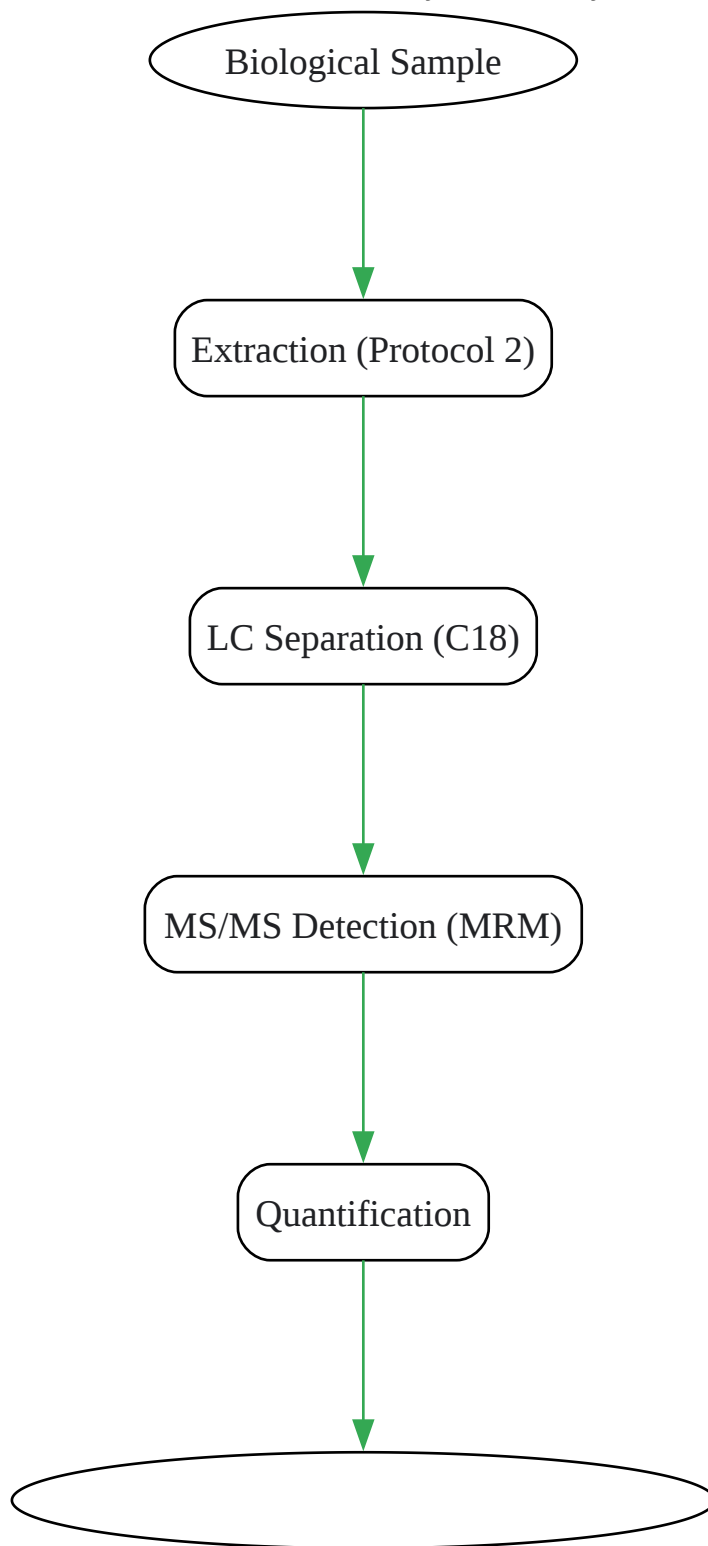 Biological Sample
Extraction (Protocol 2)
LC Separation (C18)
MS/MS Detection (MRM)
Quantification